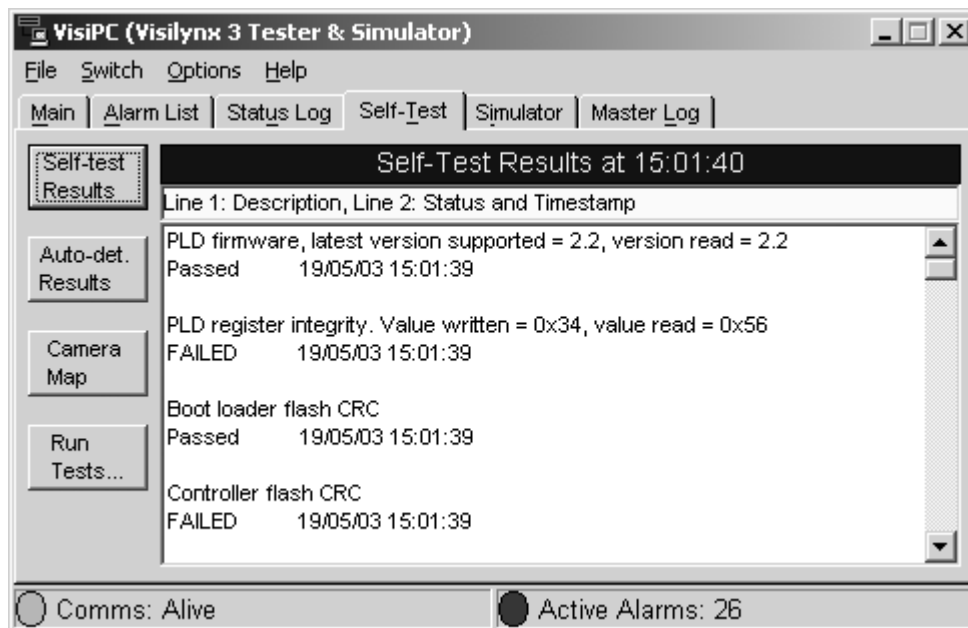 VisiPC (Visilynx 3 Tester & Simulator)
File Switch Options Help
Main Alarm List Status Log Self-Test Simulator Master Log
Self-test
Results
Auto-det.
Results
Camera
Map
Run
Tests...
Self-Test Results at 15:01:40
Line 1: Description, Line 2: Status and Timestamp
PLD firmware, latest version supported = 2.2, version read = 2.2
Passed 19/05/03 15:01:39
PLD register integrity. Value written = 0x34, value read = 0x56
FAILED 19/05/03 15:01:39
Boot loader flash CRC
Passed 19/05/03 15:01:39
Controller flash CRC
FAILED 19/05/03 15:01:39
Comms: Alive
Active Alarms: 26